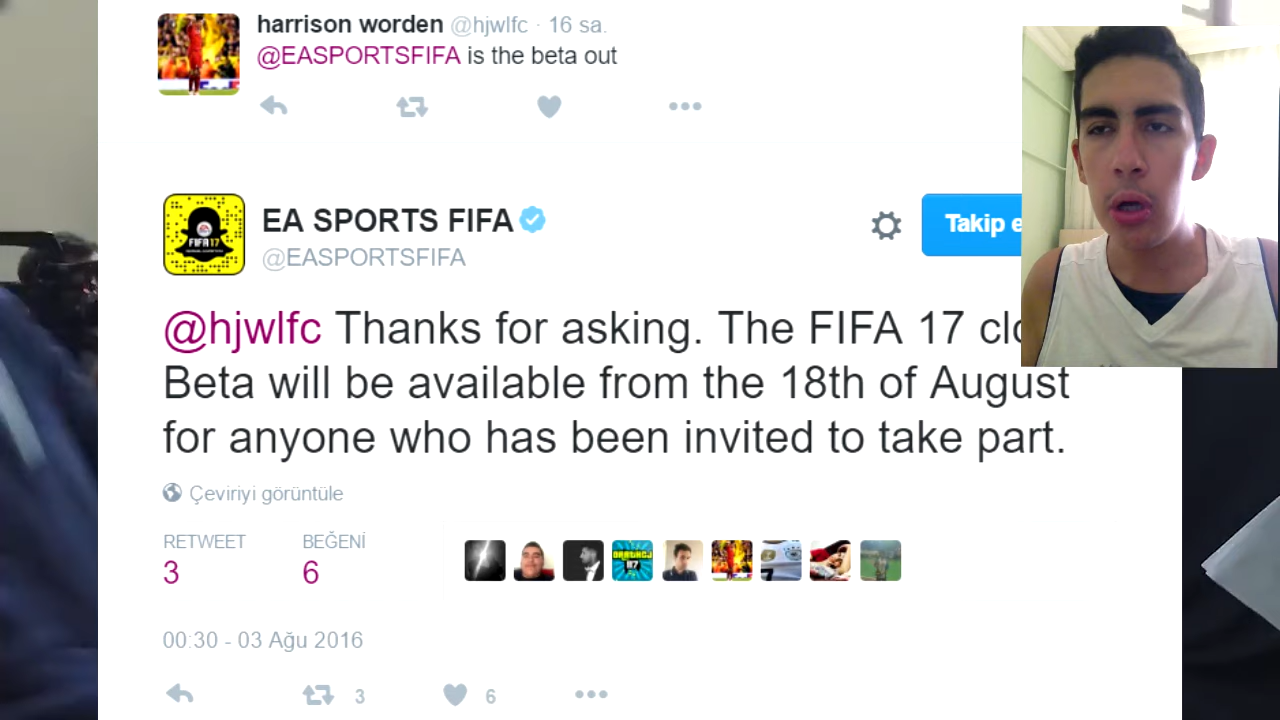 harrison worden @hjwlfc · 16 sa.
@EASPORTSFIFA is the beta out
FIFA 17
EA SPORTS FIFA
@EASPORTSFIFA
Takip e
@hjwlfc Thanks for asking. The FIFA 17 clo
Beta will be available from the 18th of August
for anyone who has been invited to take part.
Çeviriyi görüntüle
RETWEET BEĞENİ
3 6
00:30 - 03 Ağu 2016
3 6